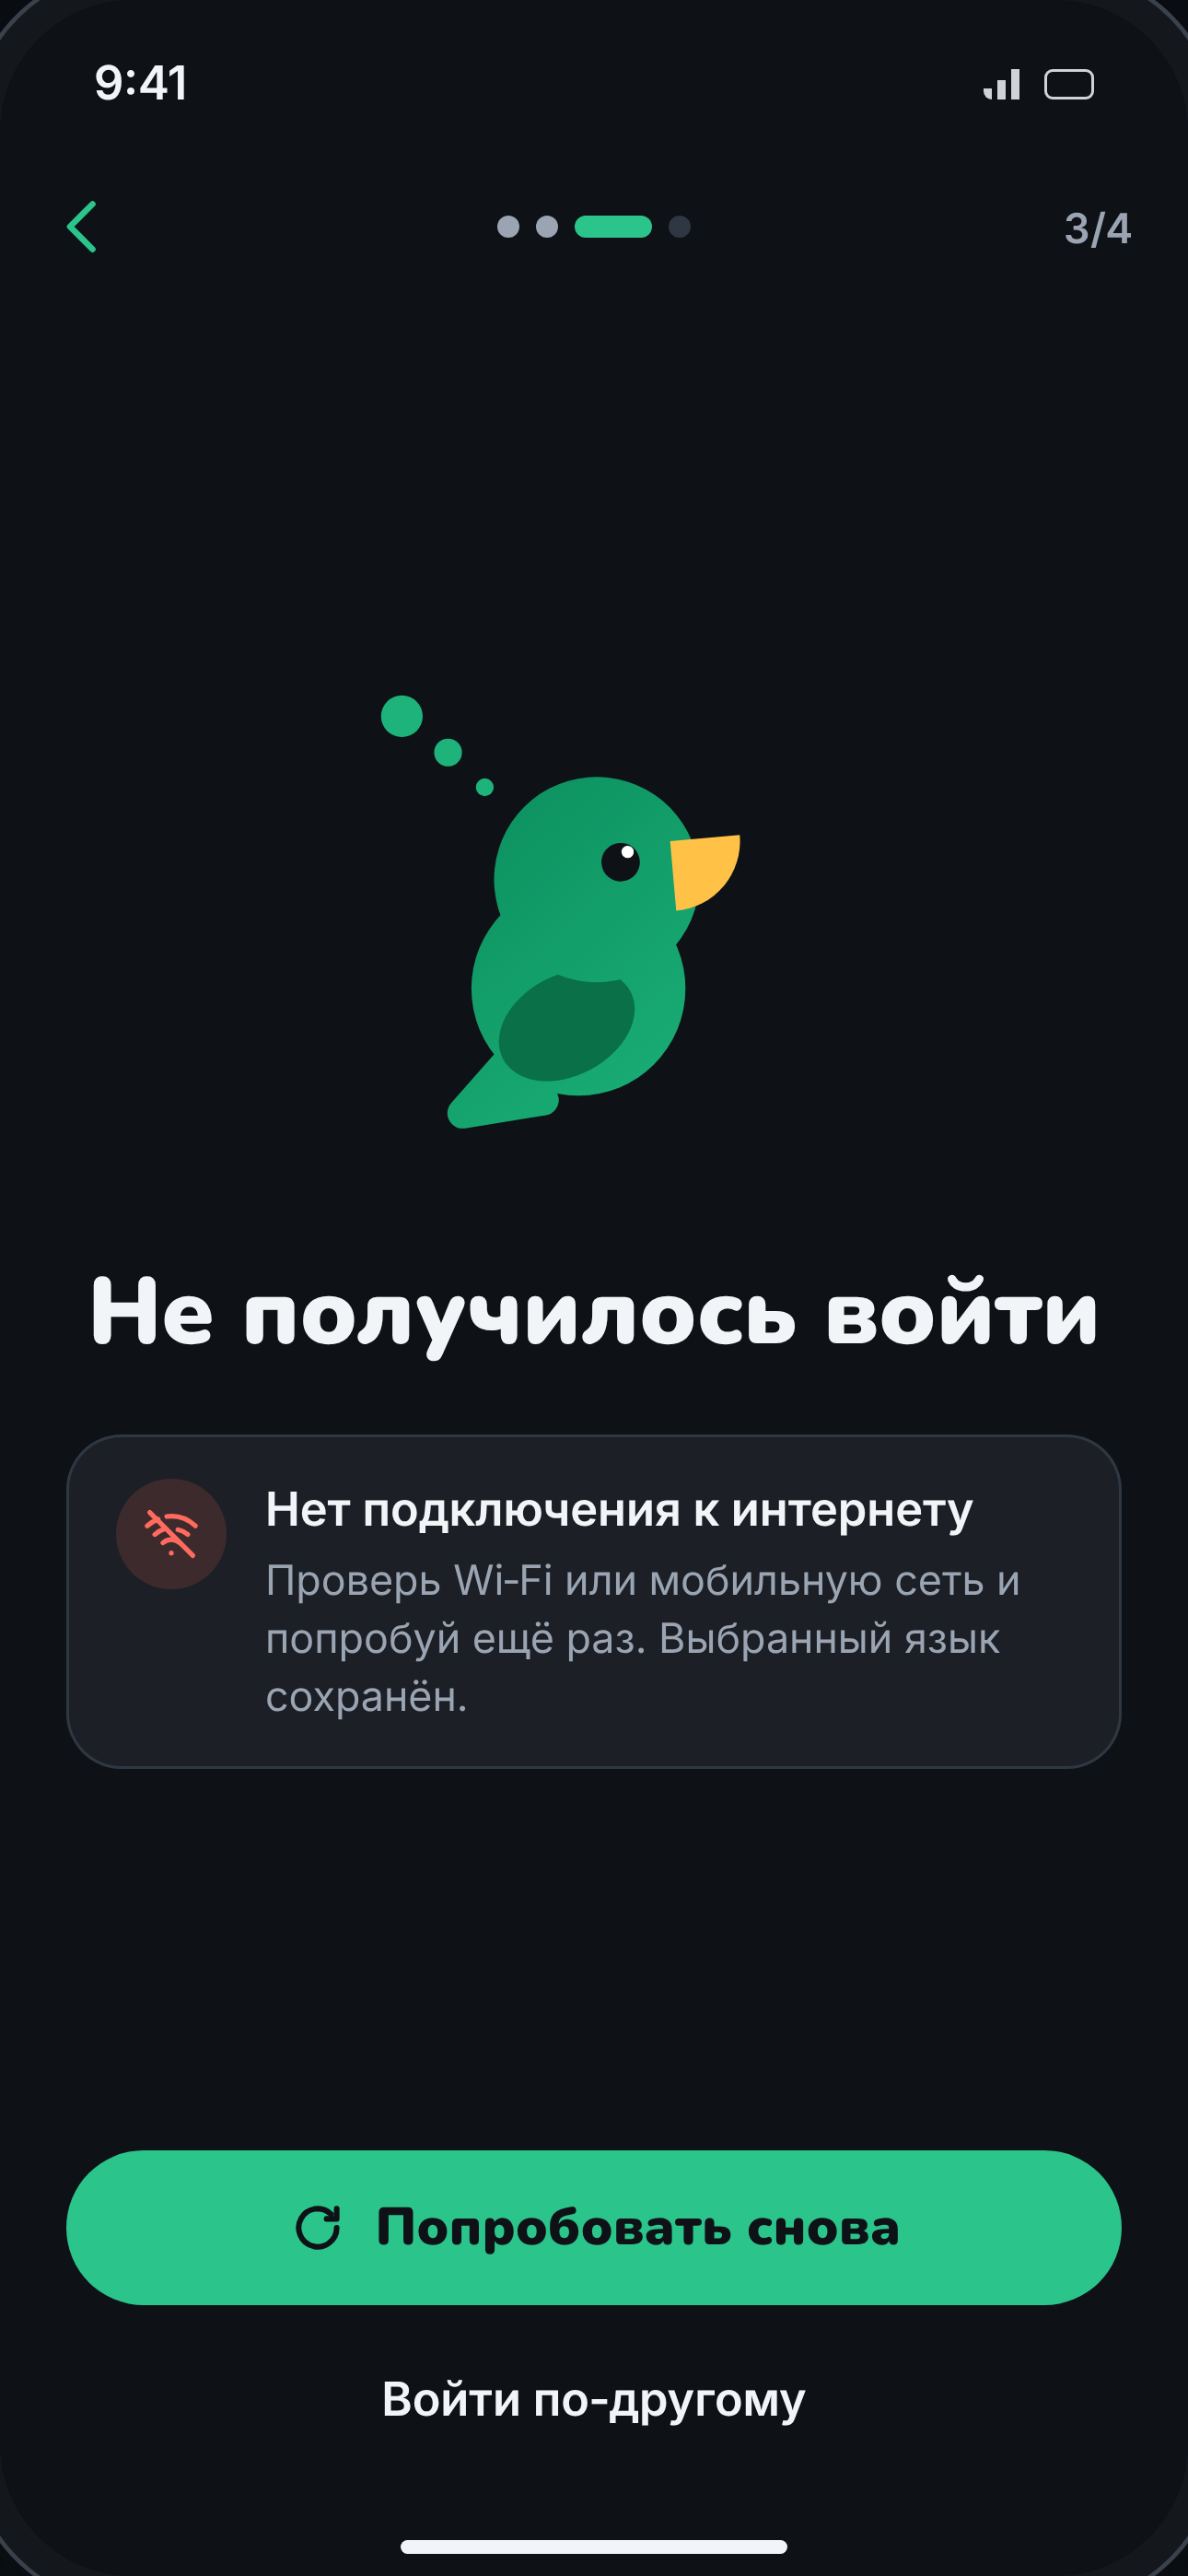 9:41
3/4
Не получилось войти
Нет подключения к интернету
Проверь Wi-Fi или мобильную сеть и
попробуй ещё раз. Выбранный язык
сохранён.
Попробовать снова
Войти по-другому